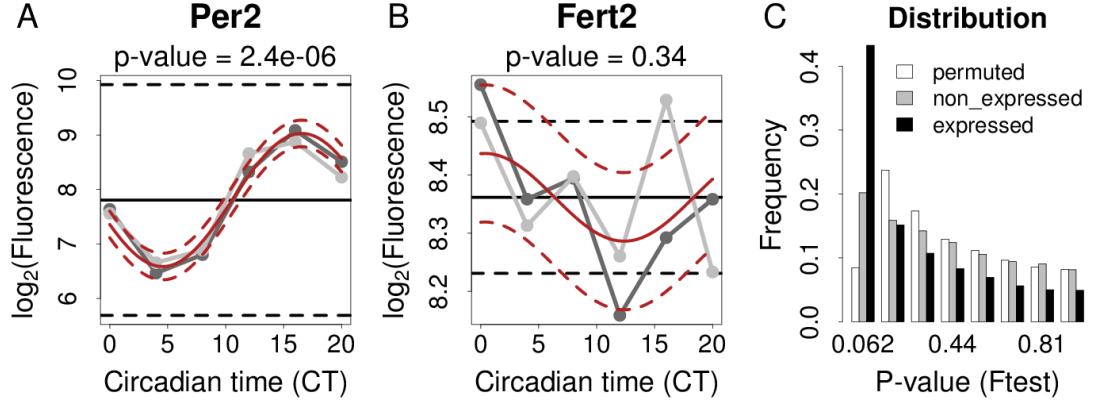 A
Per2
p-value = 2.4e-06
log2(Fluorescence)
10
9
8
7
6
0 5 10 15 20
Circadian time (CT)
B
Fert2
p-value = 0.34
log2(Fluorescence)
8.5
8.4
8.3
8.2
0 5 10 15 20
Circadian time (CT)
C
Distribution
permuted
non_expressed
expressed
Frequency
0.4
0.3
0.2
0.1
0.0
0.062 0.44 0.81
P-value (Ftest)